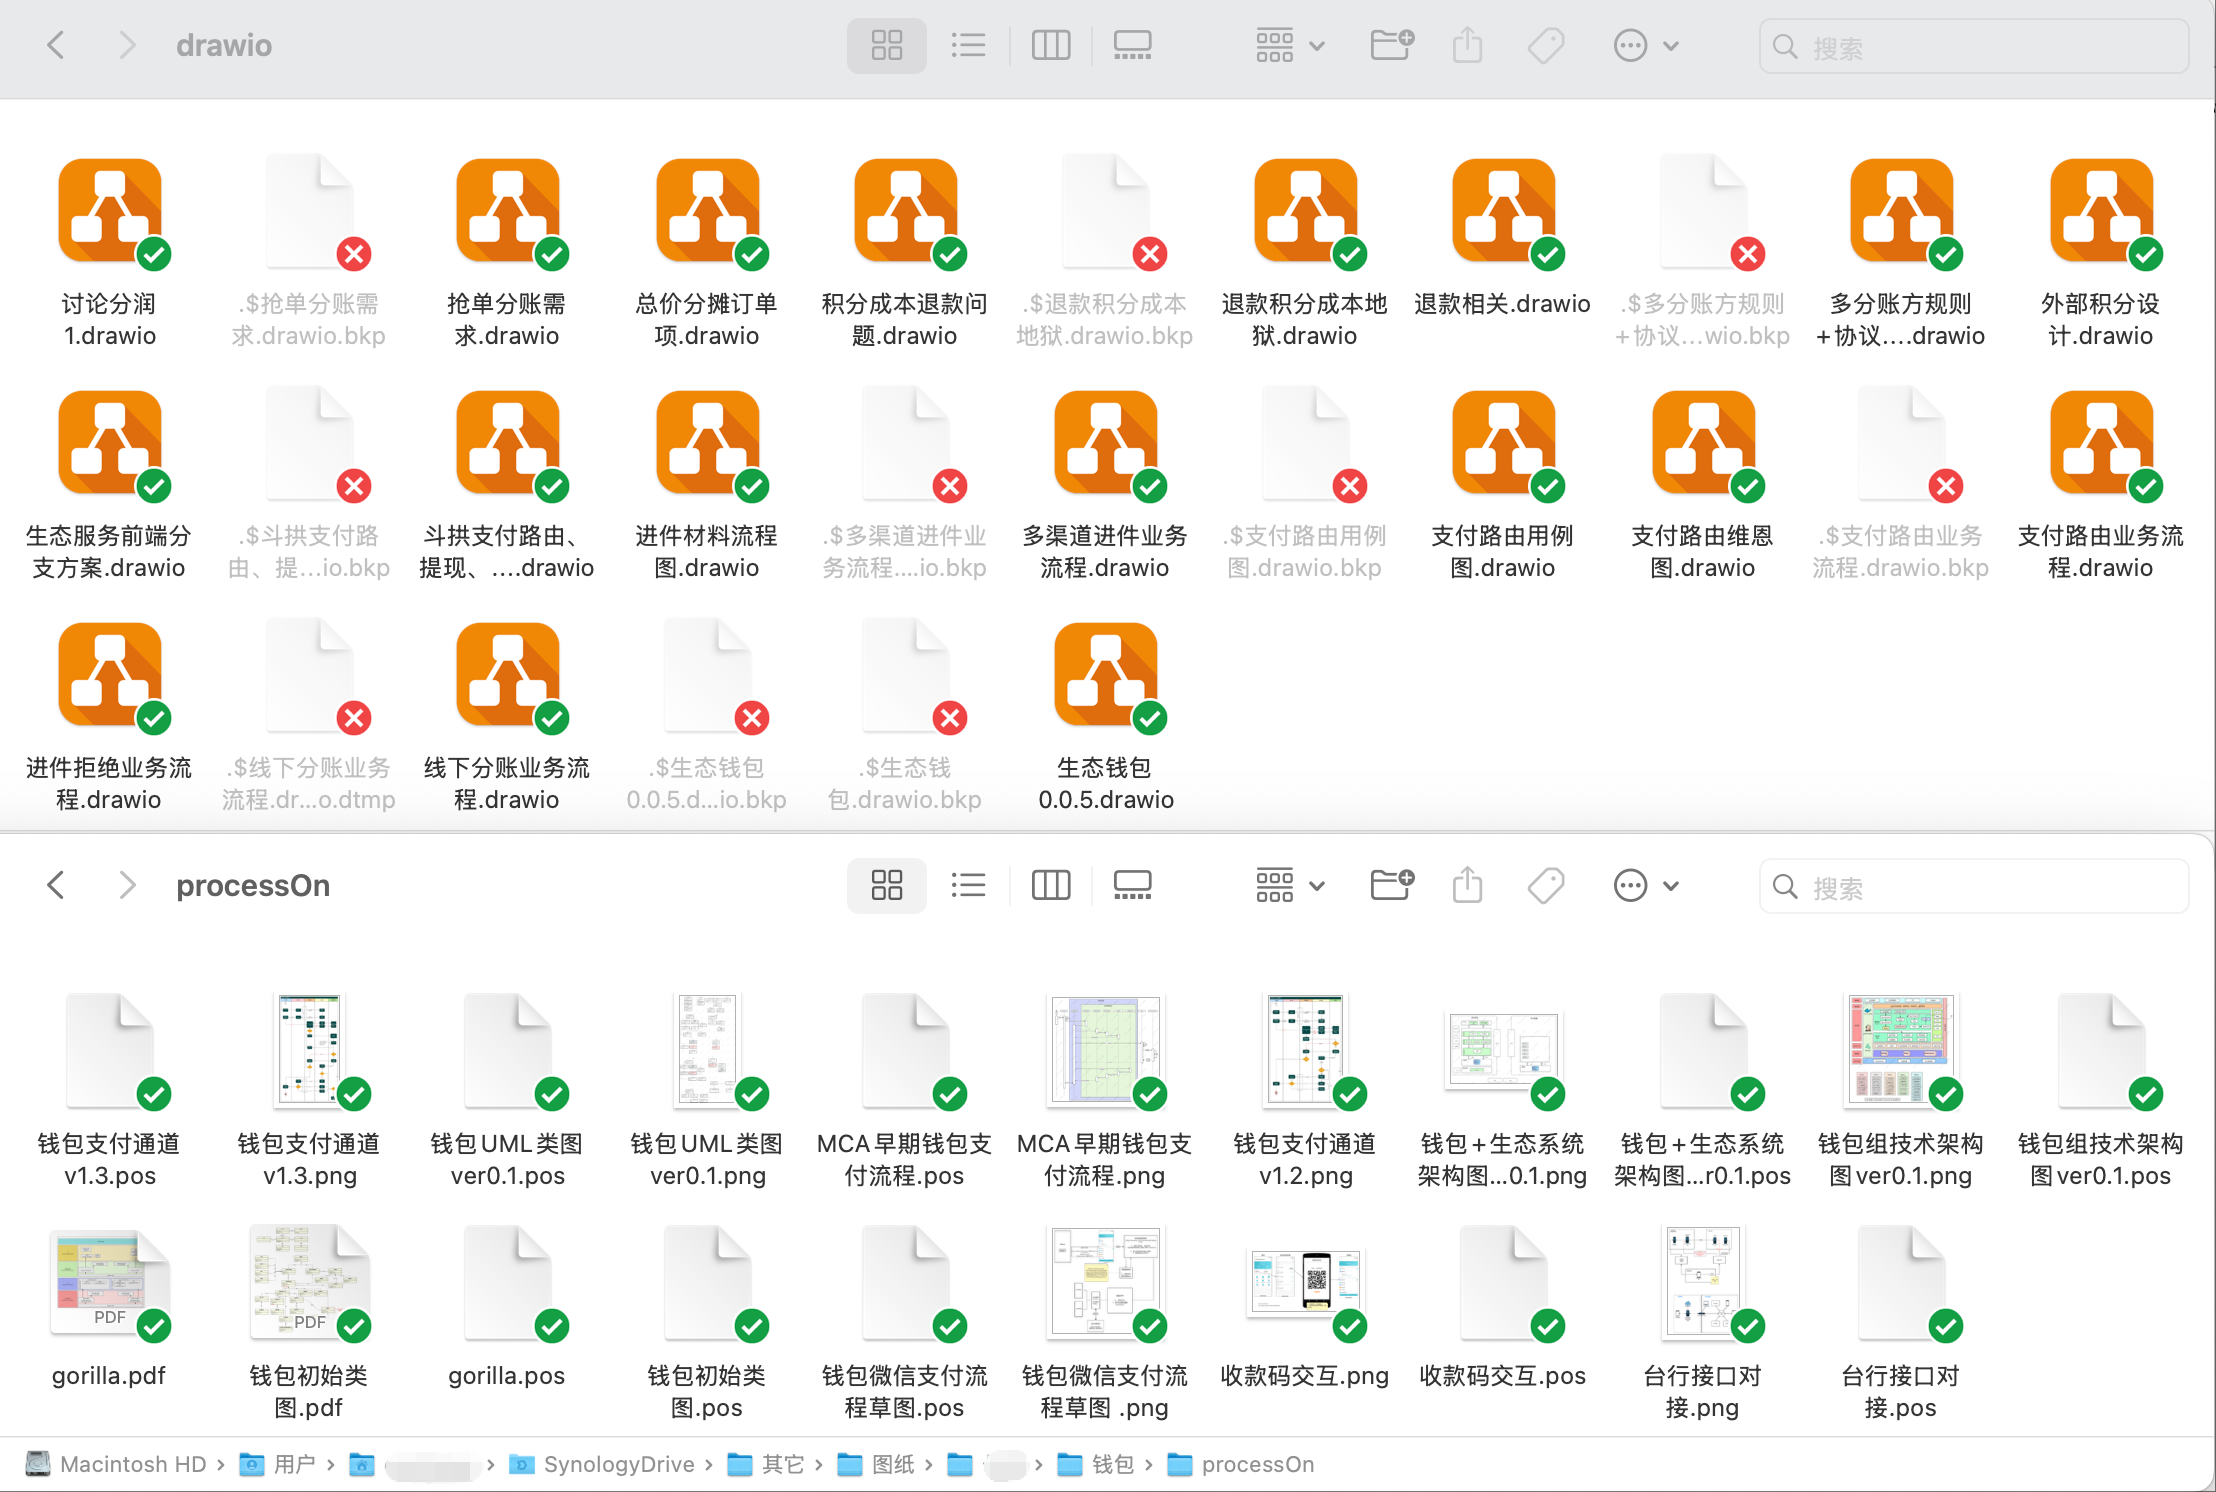 drawio
搜索
讨论分润
1.drawio
.$抢单分账需
求.drawio.bkp
抢单分账需
求.drawio
总价分摊订单
项.drawio
积分成本退款问
题.drawio
.$退款积分成本
地狱.drawio.bkp
退款积分成本地
狱.drawio
退款相关.drawio
.$多分账方规则
+协议...wio.bkp
多分账方规则
+协议....drawio
外部积分设
计.drawio
生态服务前端分
支方案.drawio
.$斗拱支付路
由、提...io.bkp
斗拱支付路由、
提现、....drawio
进件材料流程
图.drawio
.$多渠道进件业
务流程....io.bkp
多渠道进件业务
流程.drawio
.$支付路由用例
图.drawio.bkp
支付路由用例
图.drawio
支付路由维恩
图.drawio
.$支付路由业务
流程.drawio.bkp
支付路由业务流
程.drawio
进件拒绝业务流
程.drawio
.$线下分账业务
流程.dr...o.dtmp
线下分账业务流
程.drawio
.$生态钱包
0.0.5.d...io.bkp
.$生态钱
包.drawio.bkp
生态钱包
0.0.5.drawio
processOn
搜索
钱包支付通道
v1.3.pos
钱包支付通道
v1.3.png
钱包UML类图
ver0.1.pos
钱包UML类图
ver0.1.png
MCA早期钱包支
付流程.pos
MCA早期钱包支
付流程.png
钱包支付通道
v1.2.png
钱包+生态系统
架构图...0.1.png
钱包+生态系统
架构图...r0.1.pos
钱包组技术架构
图ver0.1.png
钱包组技术架构
图ver0.1.pos
PDF
gorilla.pdf
PDF
钱包初始类
图.pdf
gorilla.pos
钱包初始类
图.pos
钱包微信支付流
程草图.pos
钱包微信支付流
程草图 .png
收款码交互.png
收款码交互.pos
台行接口对
接.png
台行接口对
接.pos
Macintosh HD › 用户 › › SynologyDrive › 其它 › 图纸 › › 钱包 › processOn